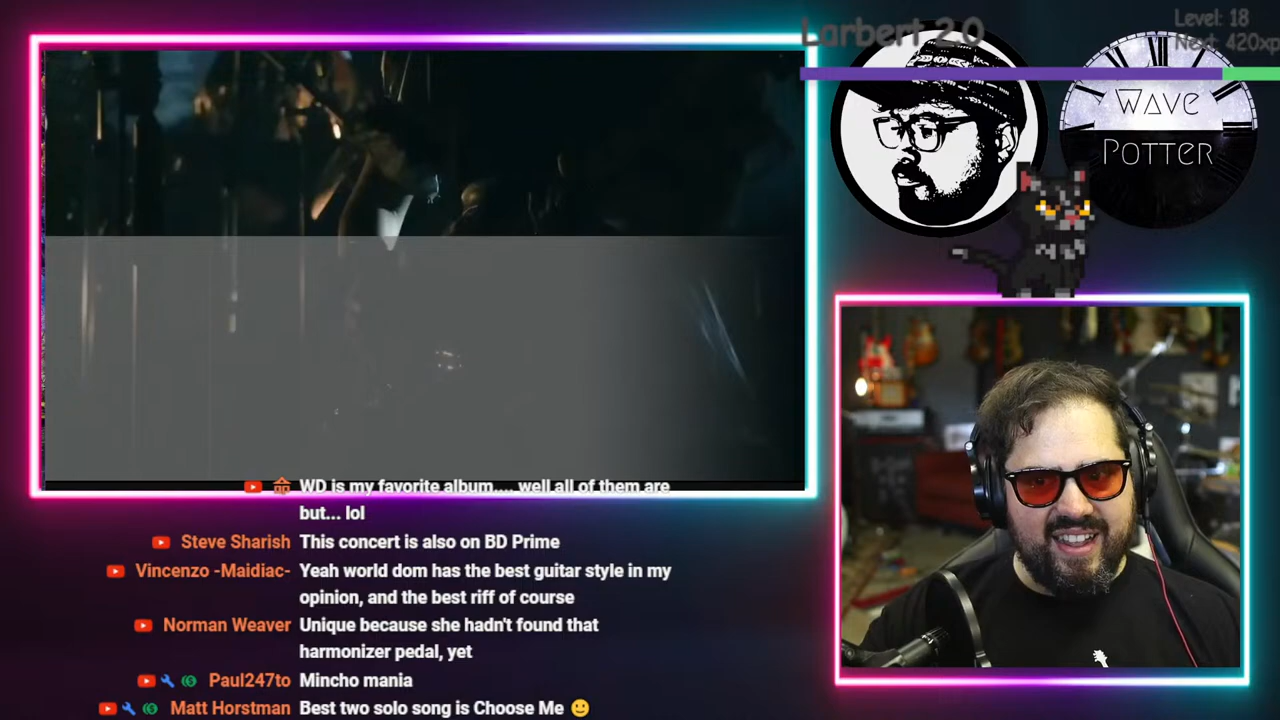 Larbert 2.0
Level: 18
Next: 420xp
WAVE
POTTER
WD is my favorite album.... well all of them are
but... lol
Steve Sharish This concert is also on BD Prime
Vincenzo -Maidiac- Yeah world dom has the best guitar style in my
opinion, and the best riff of course
Norman Weaver Unique because she hadn't found that
harmonizer pedal, yet
Paul247to Mincho mania
Matt Horstman Best two solo song is Choose Me